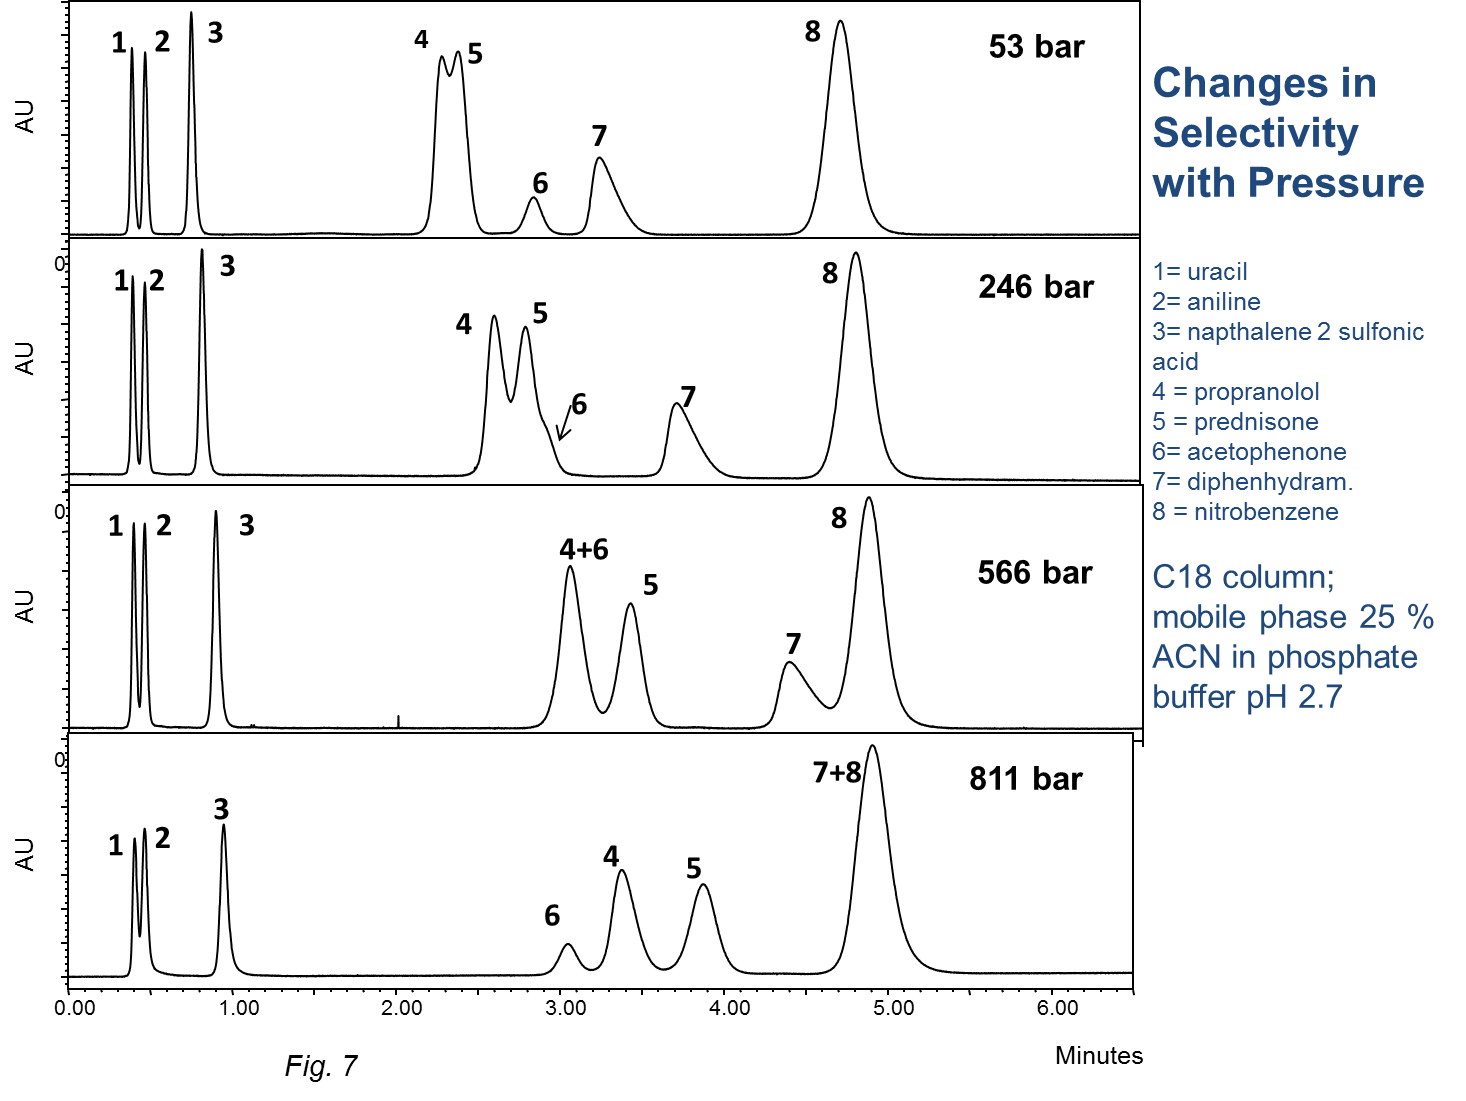 1 2 3 4 5 6 7 8
53 bar
AU
0
1 2 3 4 5 6 7 8
246 bar
AU
0
1 2 3 4+6 5 7 8
566 bar
AU
0
1 2 3 6 4 5 7+8
811 bar
AU
0.00 1.00 2.00 3.00 4.00 5.00 6.00
Minutes
Fig. 7
Changes in
Selectivity
with Pressure
1= uracil
2= aniline
3= napthalene 2 sulfonic
acid
4 = propranolol
5 = prednisone
6= acetophenone
7= diphenhydram.
8 = nitrobenzene
C18 column;
mobile phase 25 %
ACN in phosphate
buffer pH 2.7